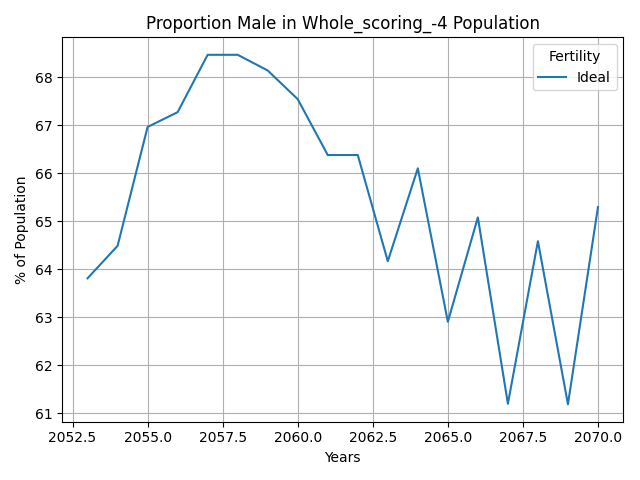 Proportion Male in Whole_scoring_-4 Population
Fertility
Ideal
% of Population
68
67
66
65
64
63
62
61
2052.5 2055.0 2057.5 2060.0 2062.5 2065.0 2067.5 2070.0
Years